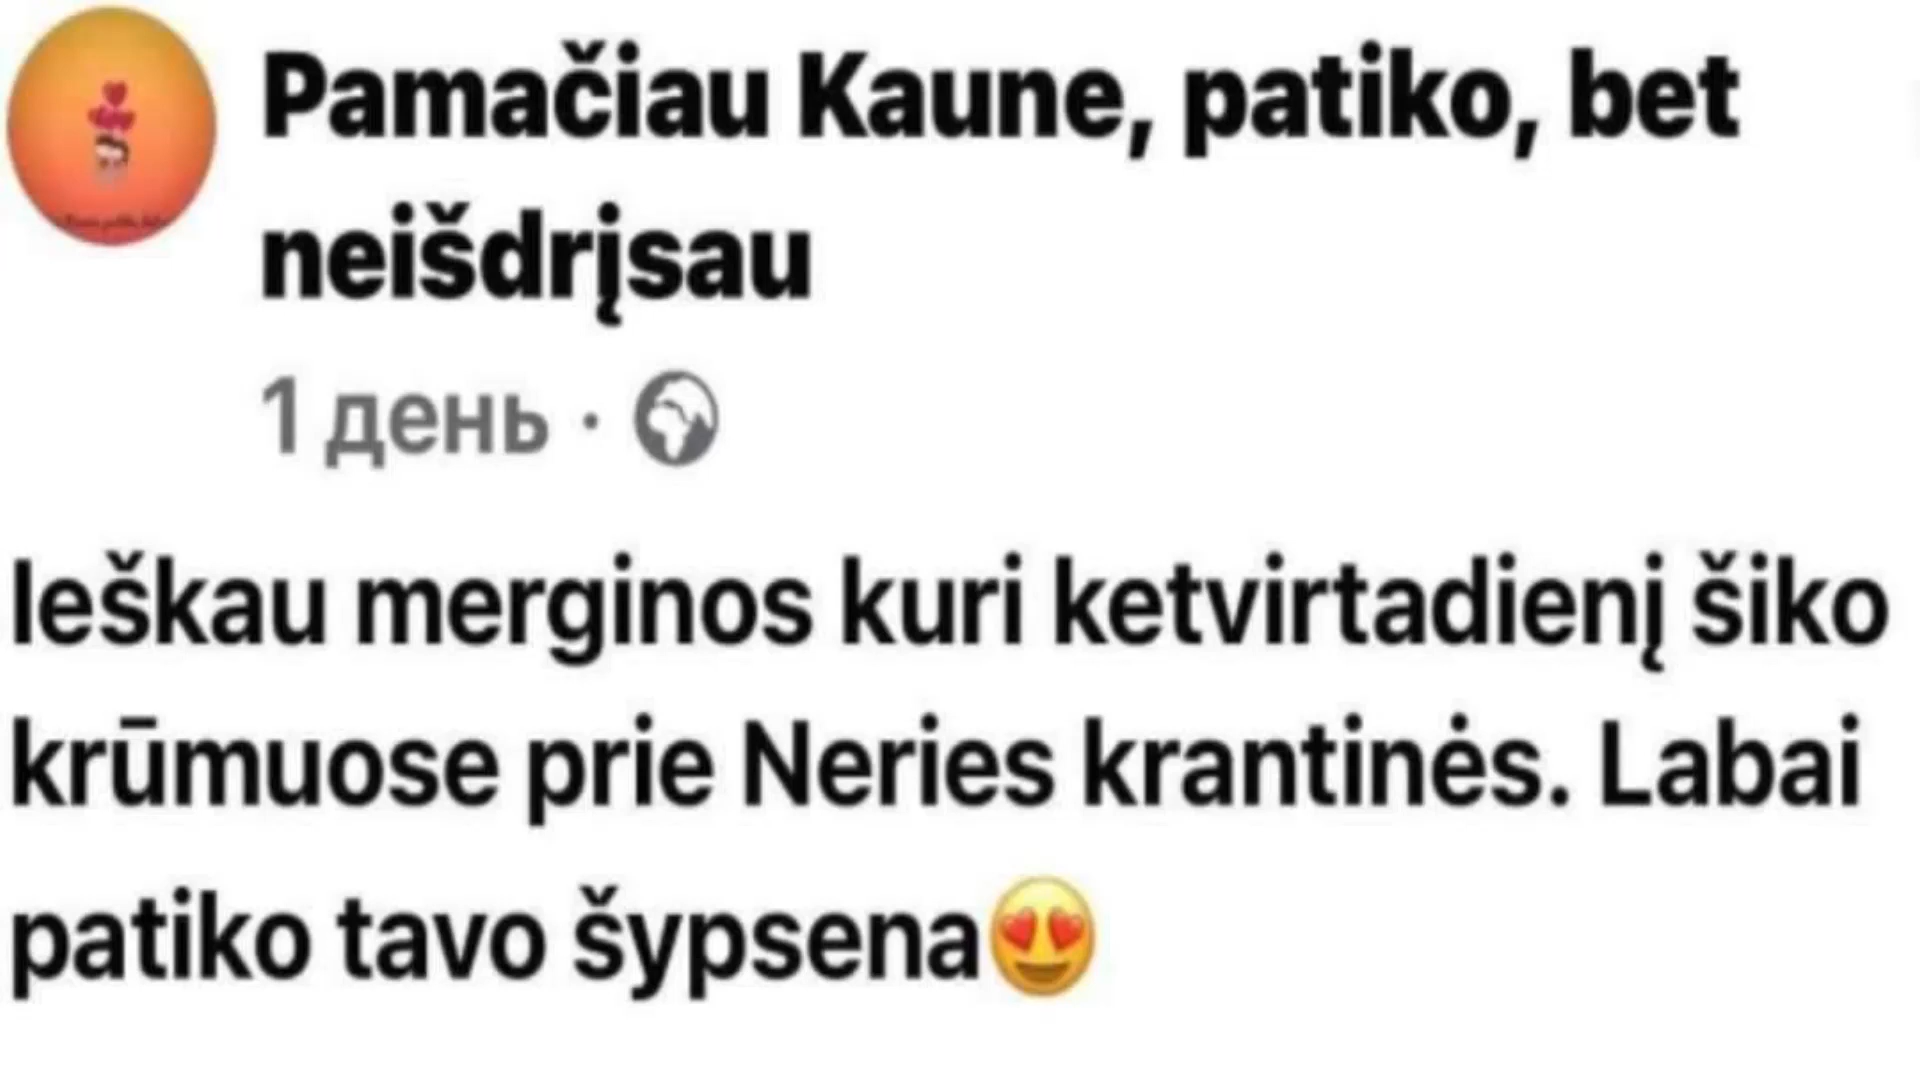 Pamačiau Kaune, patiko, bet
neišdrįsau
1 день ·
Ieškau merginos kuri ketvirtadienį šiko
krūmuose prie Neries krantinės. Labai
patiko tavo šypsena😍